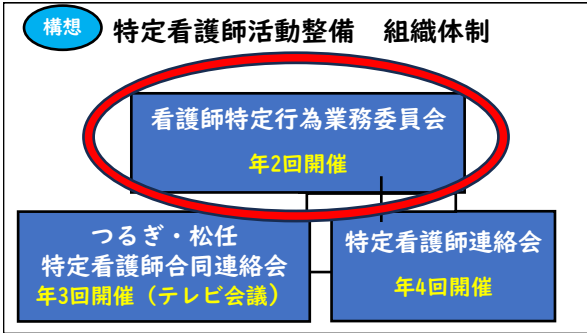 構想 特定看護師活動整備 組織体制
看護師特定行為業務委員会
年2回開催
つるぎ・松任
特定看護師合同連絡会
年3回開催（テレビ会議）
特定看護師連絡会
年4回開催